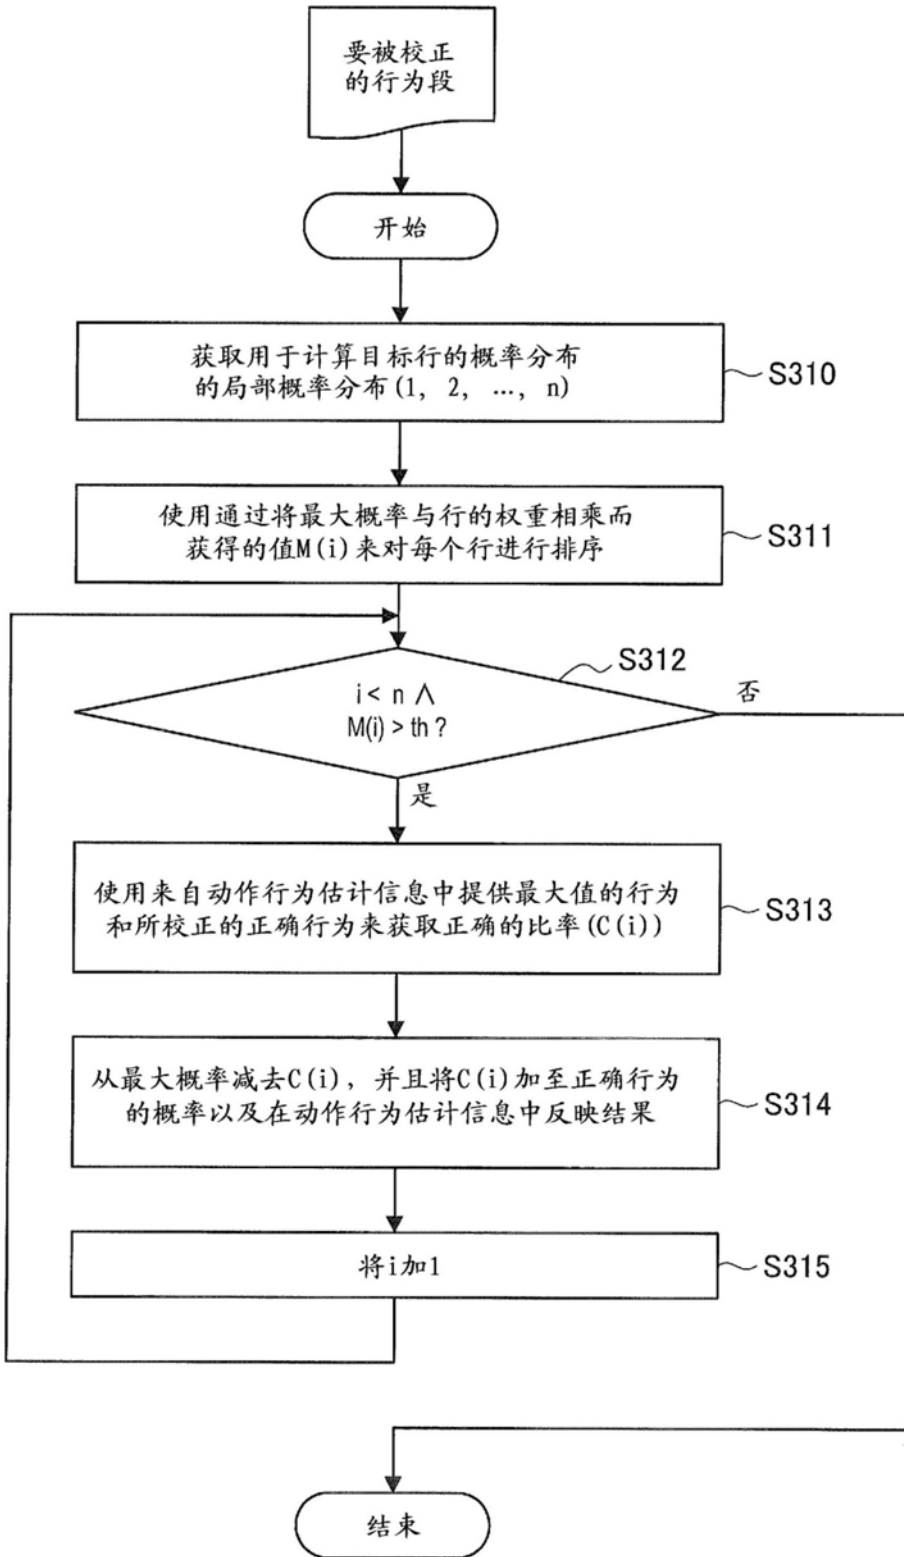 要被校正
的行为段
开始
获取用于计算目标行的概率分布
的局部概率分布(1, 2, …, n)
S310
使用通过将最大概率与行的权重相乘而
获得的值M(i)来对每个行进行排序
S311
S312
i < n ∧
M(i) > th ?
否
是
使用来自动作行为估计信息中提供最大值的行为
和所校正的正确行为来获取正确的比率(C(i))
S313
从最大概率减去C(i), 并且将C(i)加至正确行为
的概率以及在动作行为估计信息中反映结果
S314
将i加1
S315
结束